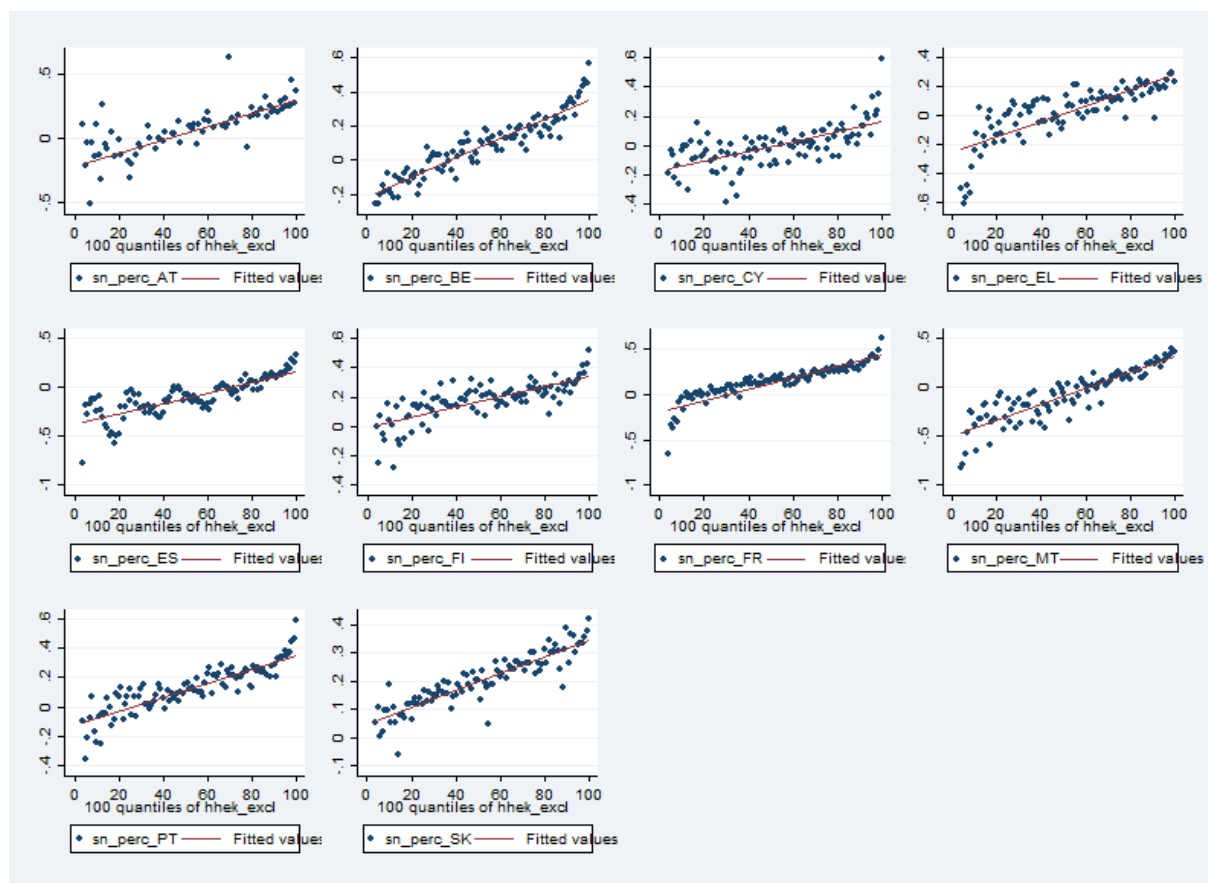 .5
0
-.5
0 20 40 60 80 100
100 quantiles of hhek_excl
sn_perc_AT Fitted values
.6
.4
.2
0
-.2
0 20 40 60 80 100
100 quantiles of hhek_excl
sn_perc_BE Fitted values
.6
.4
.2
0
-.2
-.4
0 20 40 60 80 100
100 quantiles of hhek_excl
sn_perc_CY Fitted values
.4
.2
0
-.2
-.4
-.6
0 20 40 60 80 100
100 quantiles of hhek_excl
sn_perc_EL Fitted values
.5
0
-.5
-1
0 20 40 60 80 100
100 quantiles of hhek_excl
sn_perc_ES Fitted values
.6
.4
.2
0
-.2
-.4
0 20 40 60 80 100
100 quantiles of hhek_excl
sn_perc_FI Fitted values
.5
0
-.5
-1
0 20 40 60 80 100
100 quantiles of hhek_excl
sn_perc_FR Fitted values
.5
0
-.5
-1
0 20 40 60 80 100
100 quantiles of hhek_excl
sn_perc_MT Fitted values
.6
.4
.2
0
-.2
-.4
0 20 40 60 80 100
100 quantiles of hhek_excl
sn_perc_PT Fitted values
.4
.3
.2
.1
0
-.1
0 20 40 60 80 100
100 quantiles of hhek_excl
sn_perc_SK Fitted values